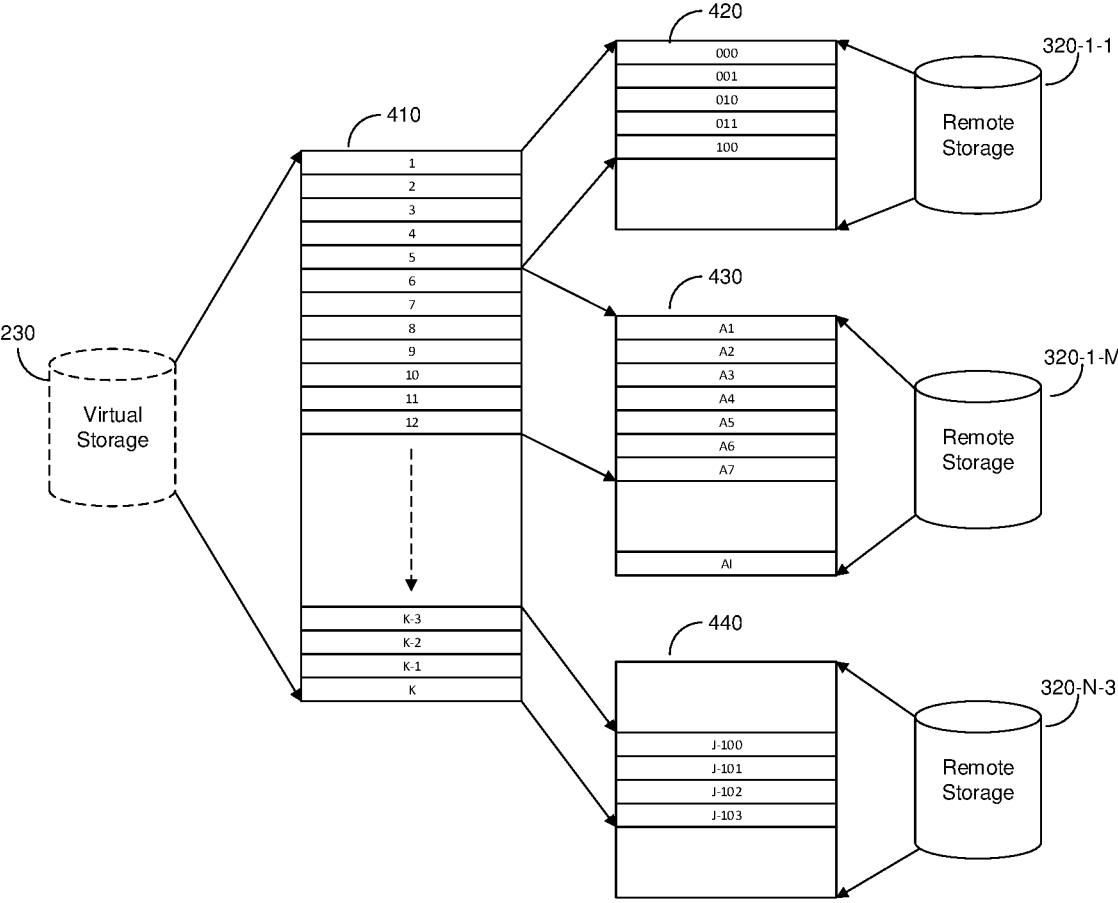 230
Virtual
Storage
410
1
2
3
4
5
6
7
8
9
10
11
12
K-3
K-2
K-1
K
420
000
001
010
011
100
320-1-1
Remote
Storage
430
A1
A2
A3
A4
A5
A6
A7
AI
320-1-M
Remote
Storage
440
J-100
J-101
J-102
J-103
320-N-3
Remote
Storage